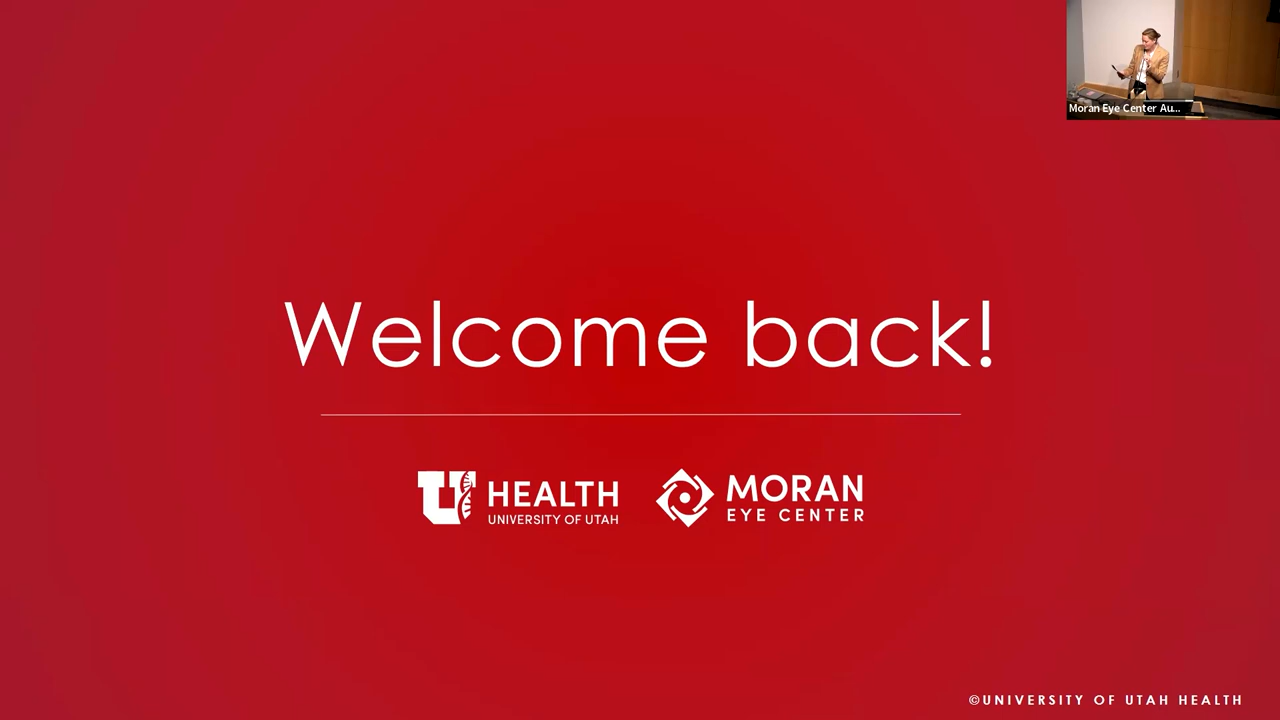 Moran Eye Center Au...
Welcome back!
HEALTH
UNIVERSITY OF UTAH
MORAN
EYE CENTER
©UNIVERSITY OF UTAH HEALTH